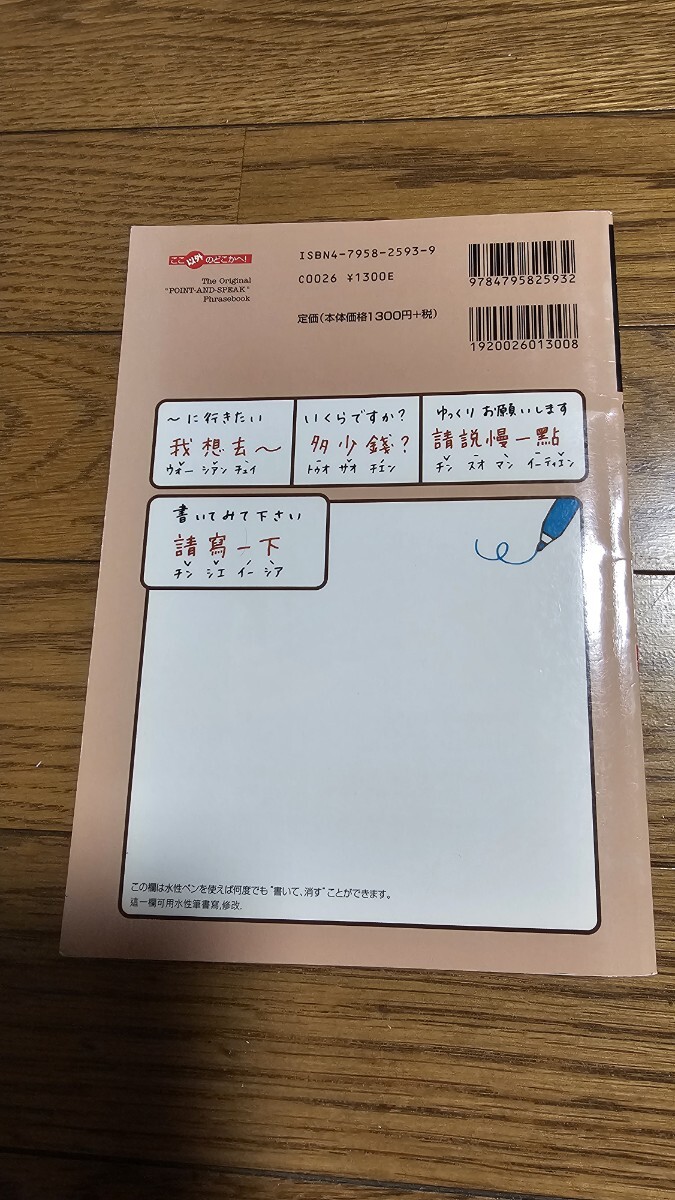 ここ以外のどこかへ!
The Original
"POINT-AND-SPEAK"
Phrasebook
ISBN4-7958-2593-9
C0026 ¥1300E
定価(本体価格1300円+税)
9784795825932
1920026013008
〜に行きたい
我想去〜
ウォー シアン チュイ
いくらですか?
多少錢?
トゥオ サオ チエン
ゆっくりお願いします
請説慢一點
チン スオ マン イーティエン
書いてみて下さい
請寫一下
チン シエ イー シア
この欄は水性ペンを使えば何度でも"書いて、消す"ことができます。
這一欄可用水性筆書寫,修改.